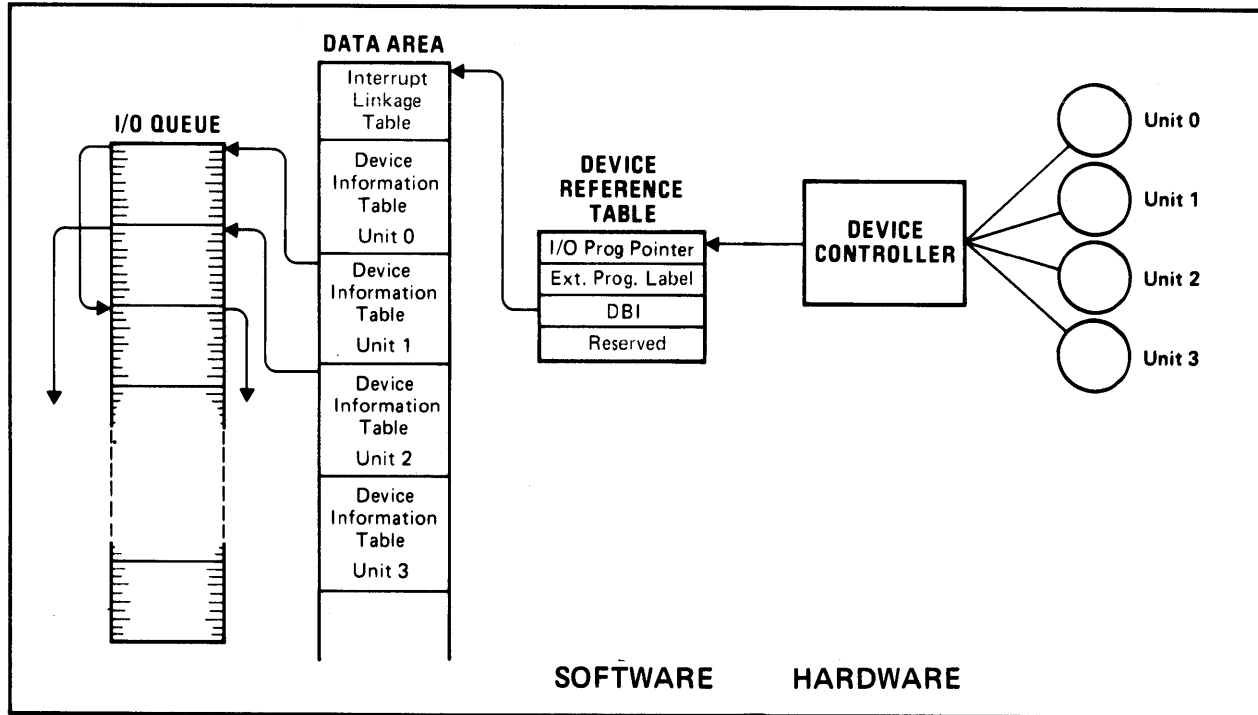 DATA AREA
Interrupt
Linkage
Table
I/O QUEUE
Device
Information
Table
Unit 0
Device
Information
Table
Unit 1
Device
Information
Table
Unit 2
Device
Information
Table
Unit 3
DEVICE
REFERENCE
TABLE
I/O Prog Pointer
Ext. Prog. Label
DBI
Reserved
DEVICE
CONTROLLER
Unit 0
Unit 1
Unit 2
Unit 3
SOFTWARE
HARDWARE